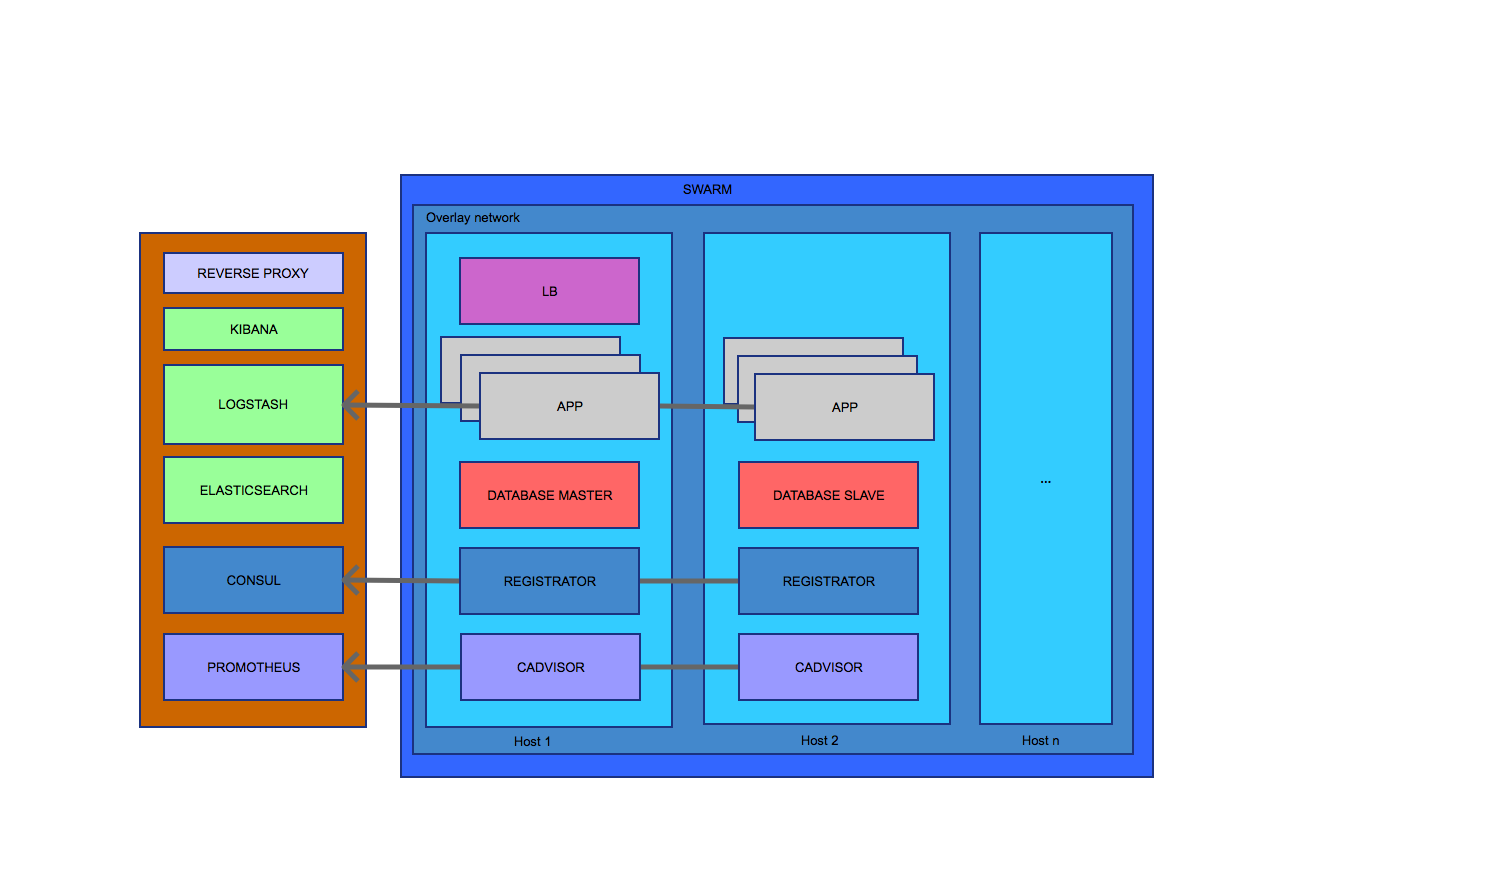 SWARM
Overlay network
REVERSE PROXY
KIBANA
LOGSTASH
ELASTICSEARCH
CONSUL
PROMOTHEUS
LB
APP
DATABASE MASTER
REGISTRATOR
CADVISOR
Host 1
APP
DATABASE SLAVE
REGISTRATOR
CADVISOR
Host 2
...
Host n